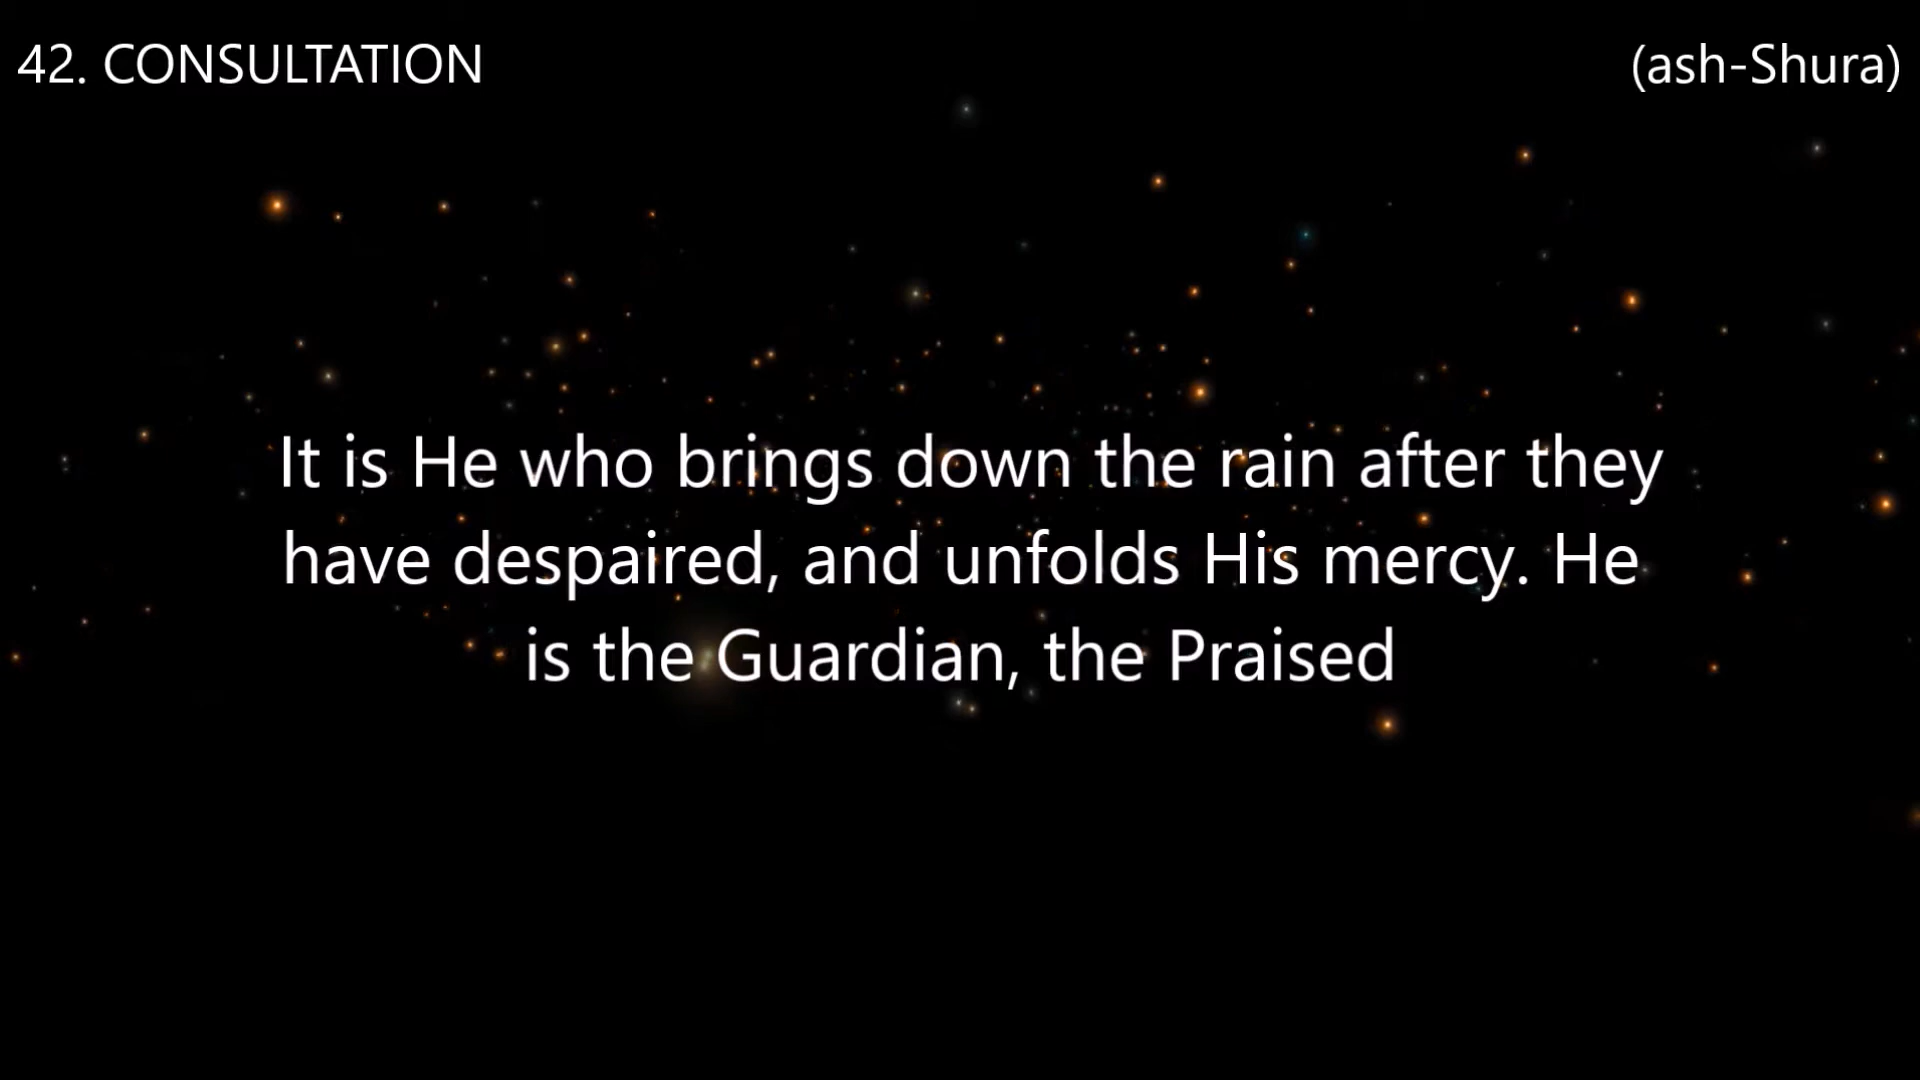 42. CONSULTATION (ash-Shura)
It is He who brings down the rain after they
have despaired, and unfolds His mercy. He
is the Guardian, the Praised